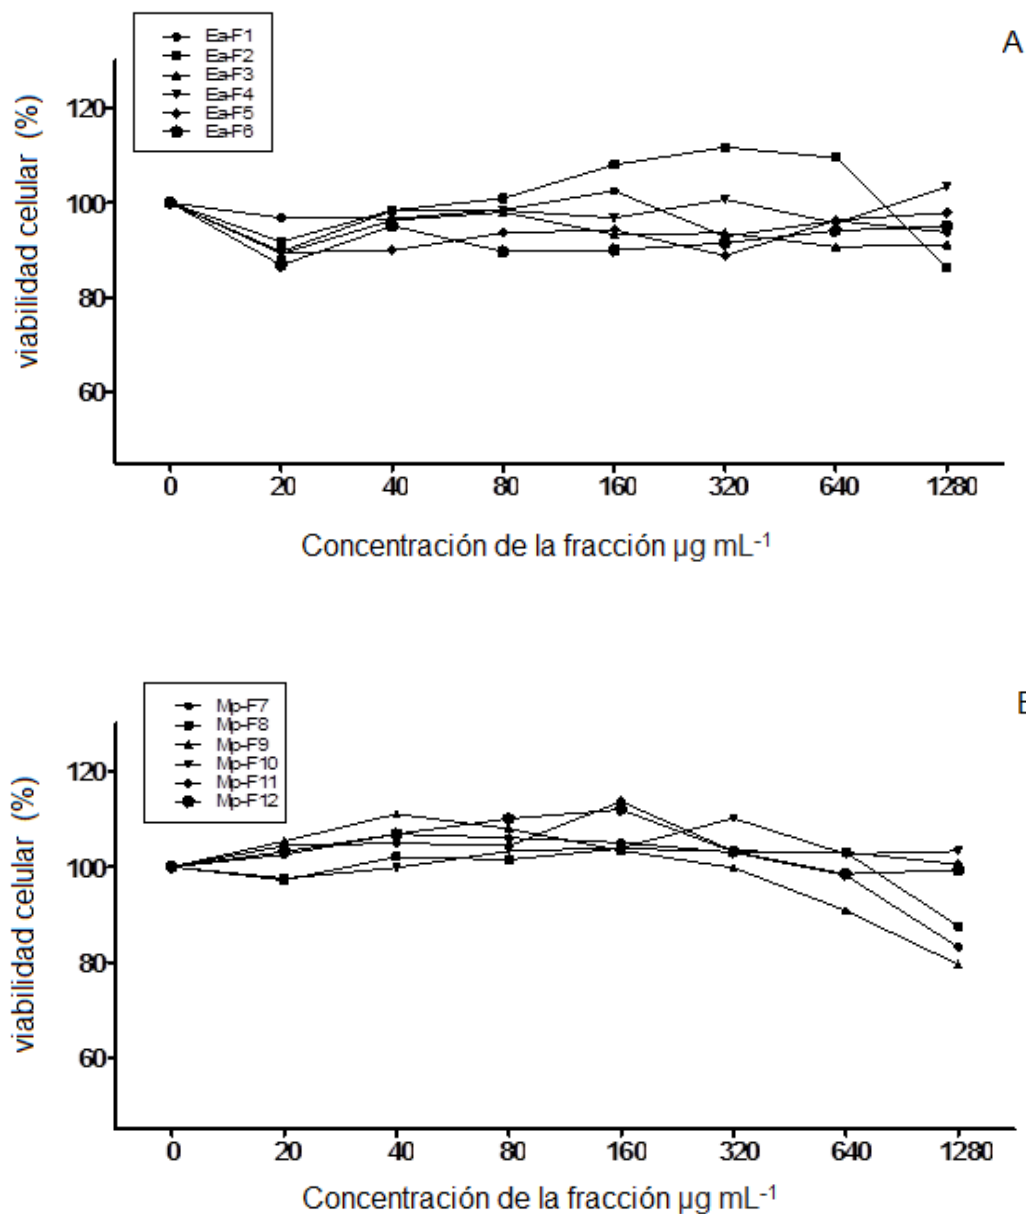 A
Ea-F1
Ea-F2
Ea-F3
Ea-F4
Ea-F5
Ea-F6
viabilidad celular (%)
120
100
80
60
0 20 40 80 160 320 640 1280
Concentración de la fracción µg mL-1
Mp-F7
Mp-F8
Mp-F9
Mp-F10
Mp-F11
Mp-F12
viabilidad celular (%)
120
100
80
60
0 20 40 80 160 320 640 1280
Concentración de la fracción µg mL-1